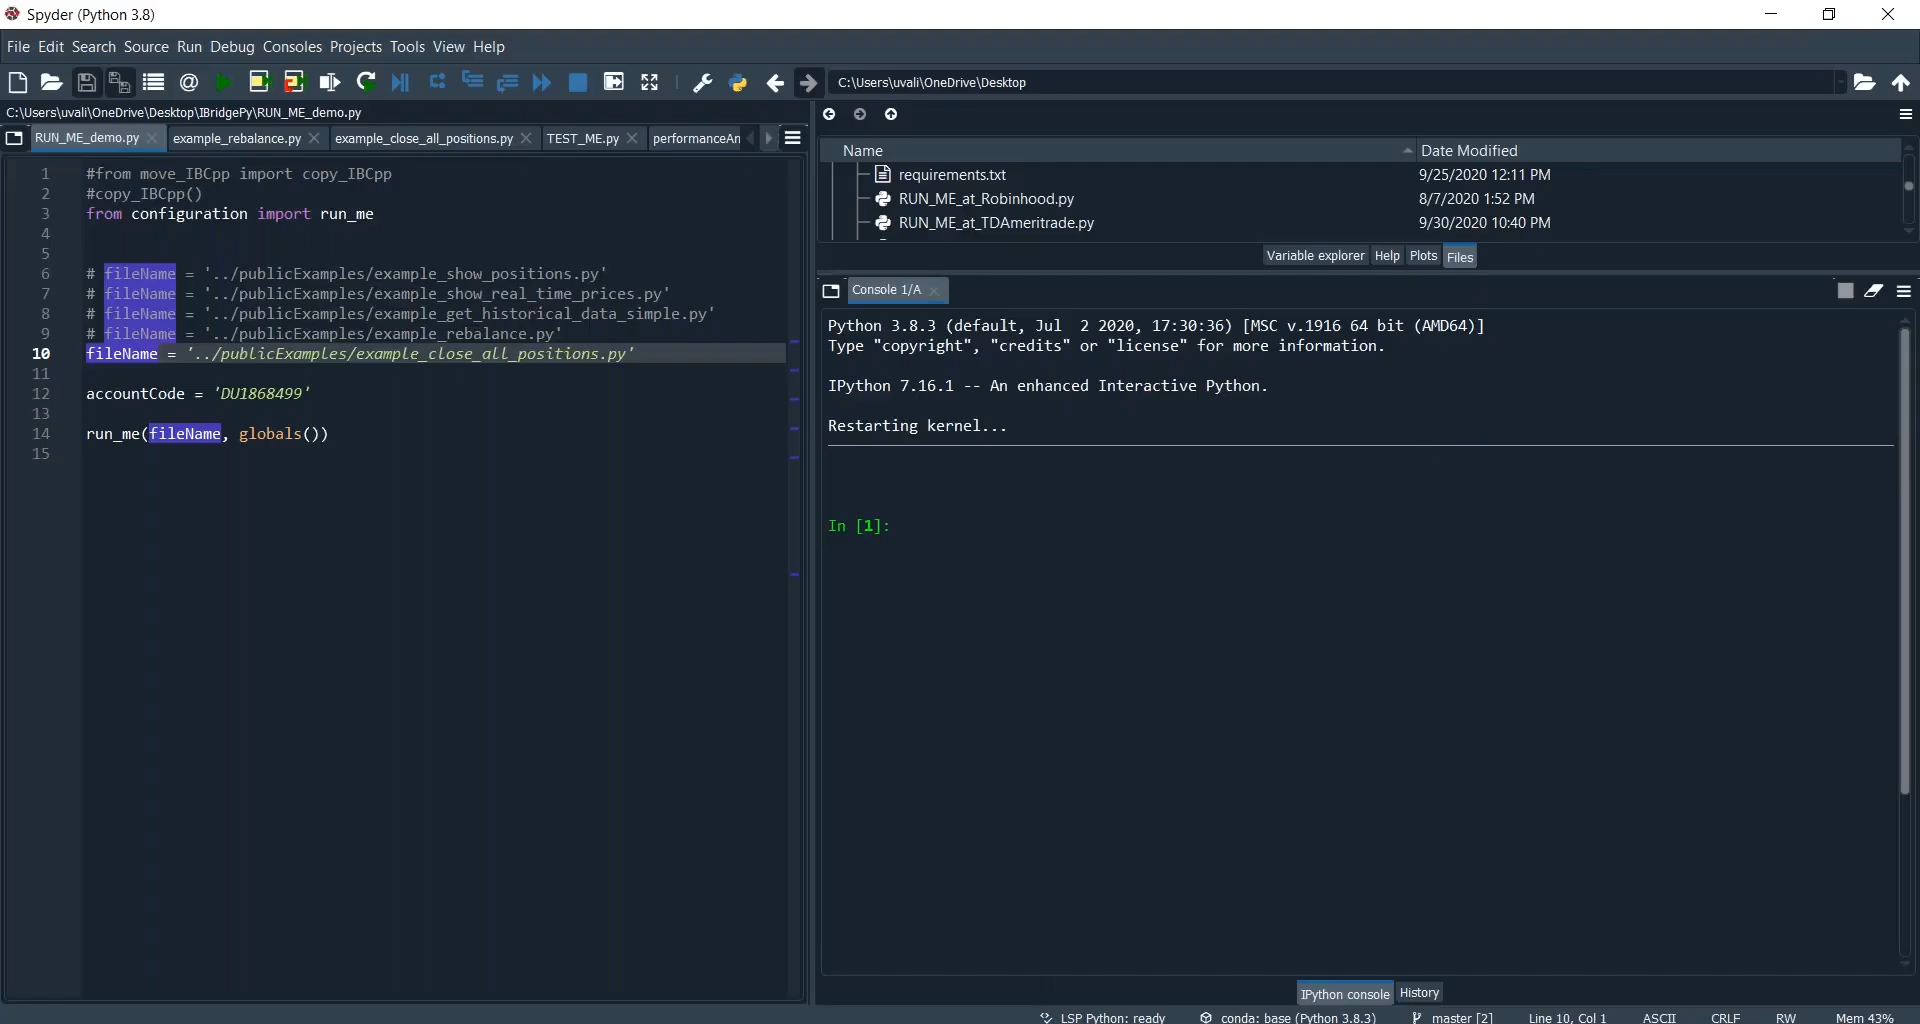 Spyder (Python 3.8)
File Edit Search Source Run Debug Consoles Projects Tools View Help
C:\Users\uvali\OneDrive\Desktop
C:\Users\uvali\OneDrive\Desktop\IBridgePy\RUN_ME_demo.py
RUN_ME_demo.py example_rebalance.py example_close_all_positions.py TEST_ME.py performanceAn
1 #from move_IBCpp import copy_IBCpp
2 #copy_IBCpp()
3 from configuration import run_me
4
5
6 # fileName = '../publicExamples/example_show_positions.py'
7 # fileName = '../publicExamples/example_show_real_time_prices.py'
8 # fileName = '../publicExamples/example_get_historical_data_simple.py'
9 # fileName = '../publicExamples/example_rebalance.py'
10 fileName = '../publicExamples/example_close_all_positions.py'
11
12 accountCode = 'DU1868499'
13
14 run_me(fileName, globals())
15
Name Date Modified
requirements.txt 9/25/2020 12:11 PM
RUN_ME_at_Robinhood.py 8/7/2020 1:52 PM
RUN_ME_at_TDAmeritrade.py 9/30/2020 10:40 PM
Variable explorer Help Plots Files
Console 1/A
Python 3.8.3 (default, Jul  2 2020, 17:30:36) [MSC v.1916 64 bit (AMD64)]
Type "copyright", "credits" or "license" for more information.
IPython 7.16.1 -- An enhanced Interactive Python.
Restarting kernel...
In [1]:
IPython console History
LSP Python: ready conda: base (Python 3.8.3) master [2] Line 10, Col 1 ASCII CRLF RW Mem 43%